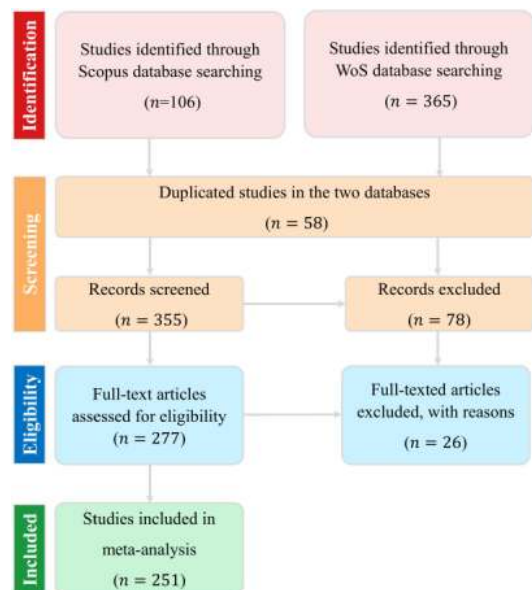 Identification
Studies identified through
Scopus database searching
(n=106)
Studies identified through
WoS database searching
(n = 365)
Screening
Duplicated studies in the two databases
(n = 58)
Records screened
(n = 355)
Records excluded
(n = 78)
Eligibility
Full-text articles
assessed for eligibility
(n = 277)
Full-texted articles
excluded, with reasons
(n = 26)
Included
Studies included in
meta-analysis
(n = 251)